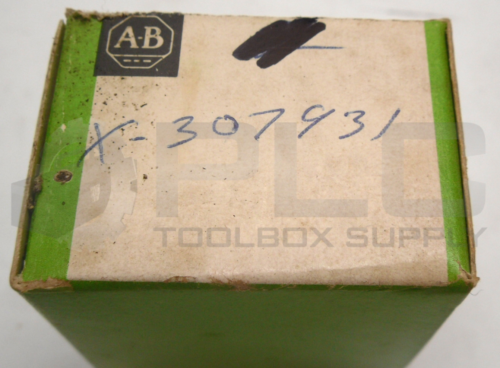 A-B
X-307931
PLC
TOOLBOX SUPPLY